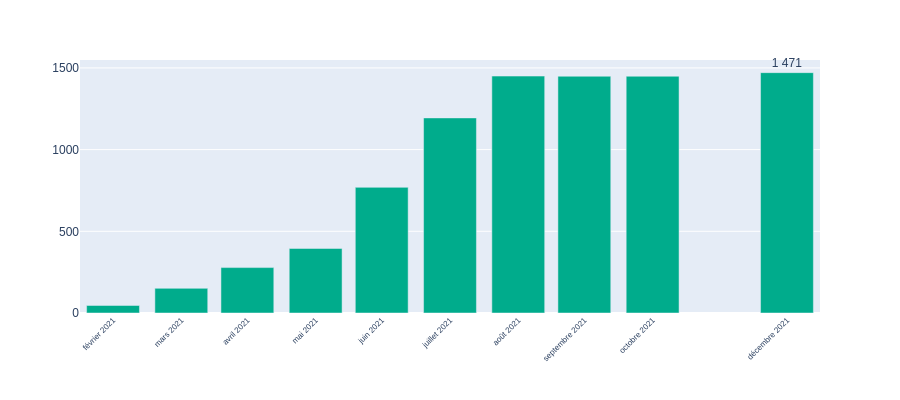 1 471
1500
1000
500
0
février 2021
mars 2021
avril 2021
mai 2021
juin 2021
juillet 2021
août 2021
septembre 2021
octobre 2021
décembre 2021